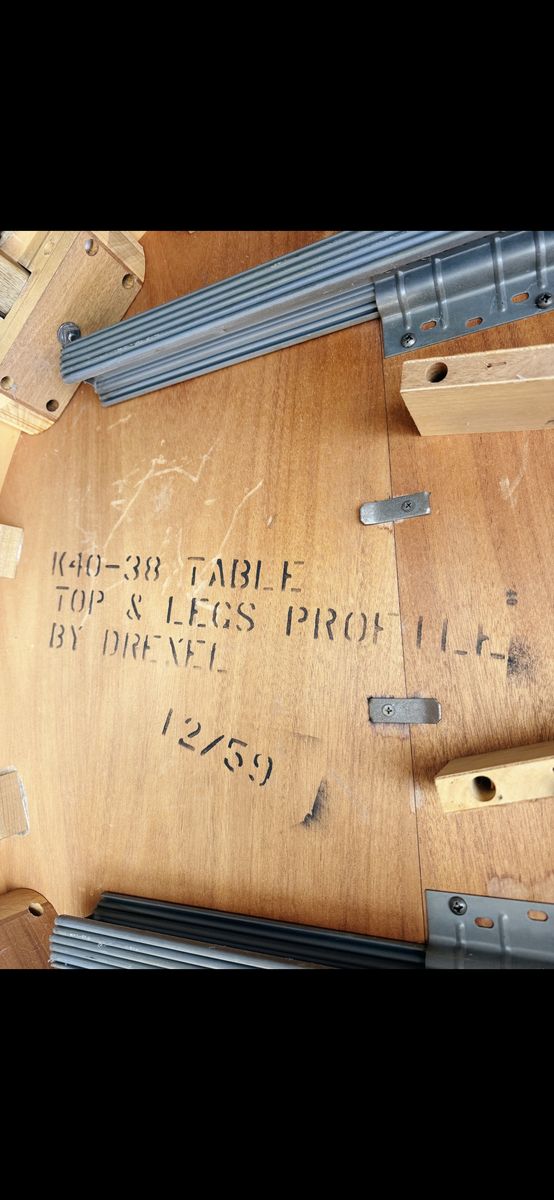 K40-38 TABLE
TOP & LEGS PROFILE
BY DREXEL
12/59